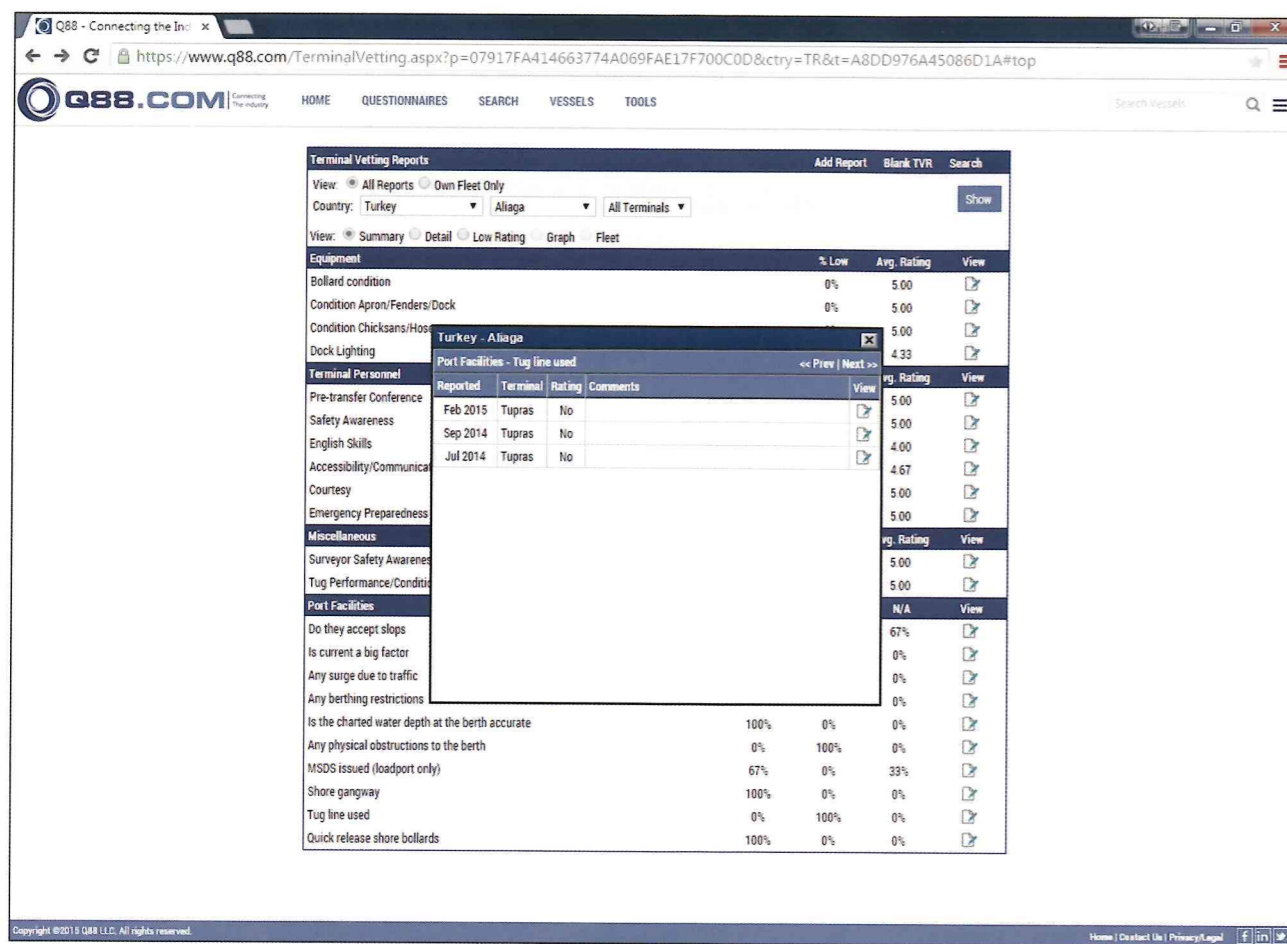 Q88 - Connecting the Ind ×
https://www.q88.com/TerminalVetting.aspx?p=07917FA414663774A069FAE17F700C0D&ctry=TR&t=A8DD976A45086D1A#top
Q88.COM Connecting The industry HOME QUESTIONNAIRES SEARCH VESSELS TOOLS Search Vessels
Terminal Vetting Reports Add Report Blank TVR Search
View: All Reports Own Fleet Only
Show
Country: Turkey Aliaga All Terminals
View: Summary Detail Low Rating Graph Fleet
Equipment % Low Avg. Rating View
Bollard condition 0% 5.00
Condition Apron/Fenders/Dock 0% 5.00
Condition Chicksans/Hose 5.00
Dock Lighting 4.33
Terminal Personnel vg. Rating View
Pre-transfer Conference 5.00
Safety Awareness 5.00
English Skills 4.00
Accessibility/Communicat 4.67
Courtesy 5.00
Emergency Preparedness 5.00
Miscellaneous vg. Rating View
Surveyor Safety Awarenes 5.00
Tug Performance/Conditio 5.00
Port Facilities N/A View
Do they accept slops 67%
Is current a big factor 0%
Any surge due to traffic 0%
Any berthing restrictions 0%
Is the charted water depth at the berth accurate 100% 0% 0%
Any physical obstructions to the berth 0% 100% 0%
MSDS issued (loadport only) 67% 0% 33%
Shore gangway 100% 0% 0%
Tug line used 0% 100% 0%
Quick release shore bollards 100% 0% 0%
Turkey - Aliaga
Port Facilities - Tug line used << Prev | Next >>
Reported Terminal Rating Comments View
Feb 2015 Tupras No
Sep 2014 Tupras No
Jul 2014 Tupras No
Copyright ©2015 Q88 LLC. All rights reserved. Home | Contact Us | Privacy/Legal